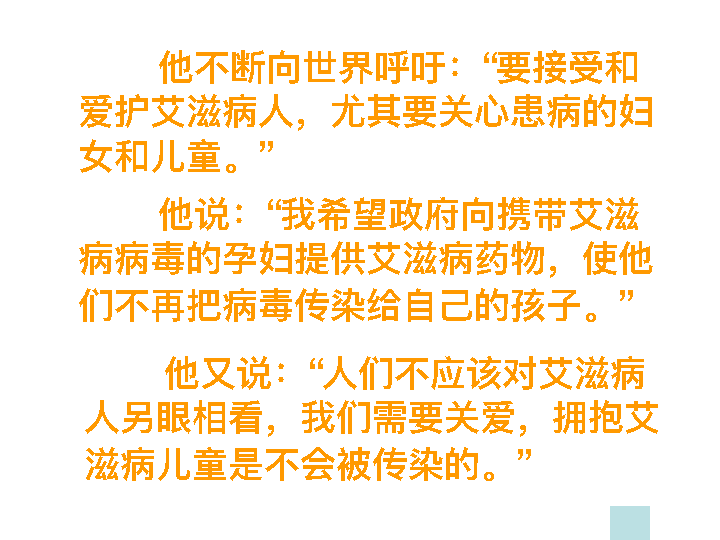 他不断向世界呼吁：“要接受和
爱护艾滋病人，尤其要关心患病的妇
女和儿童。”
他说：“我希望政府向携带艾滋
病病毒的孕妇提供艾滋病药物，使他
们不再把病毒传染给自己的孩子。”
他又说：“人们不应该对艾滋病
人另眼相看，我们需要关爱，拥抱艾
滋病儿童是不会被传染的。”